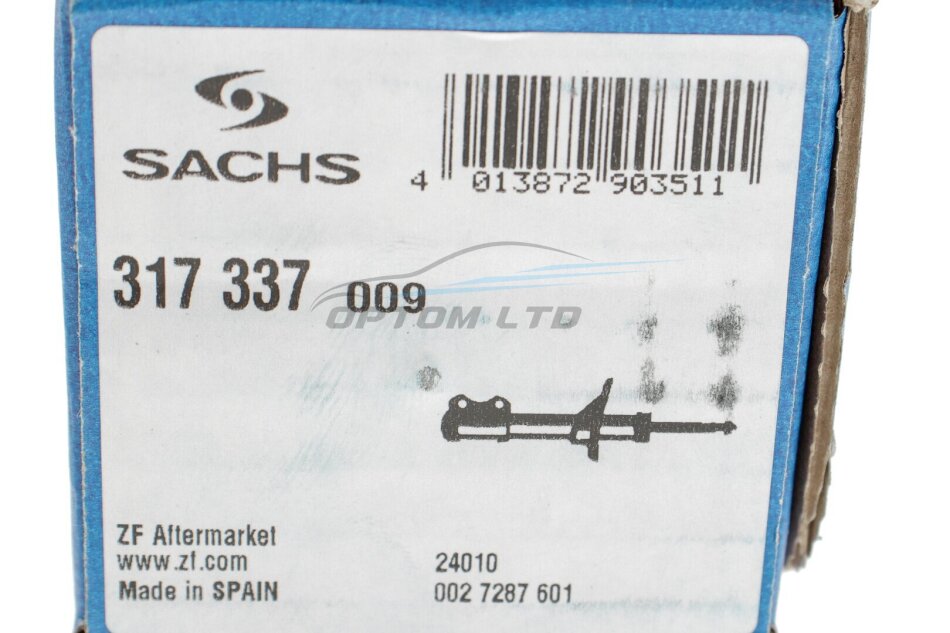 SACHS
4 013872 903511
317 337 009
OPTOM LTD
ZF Aftermarket
www.zf.com
Made in SPAIN
24010
002 7287 601